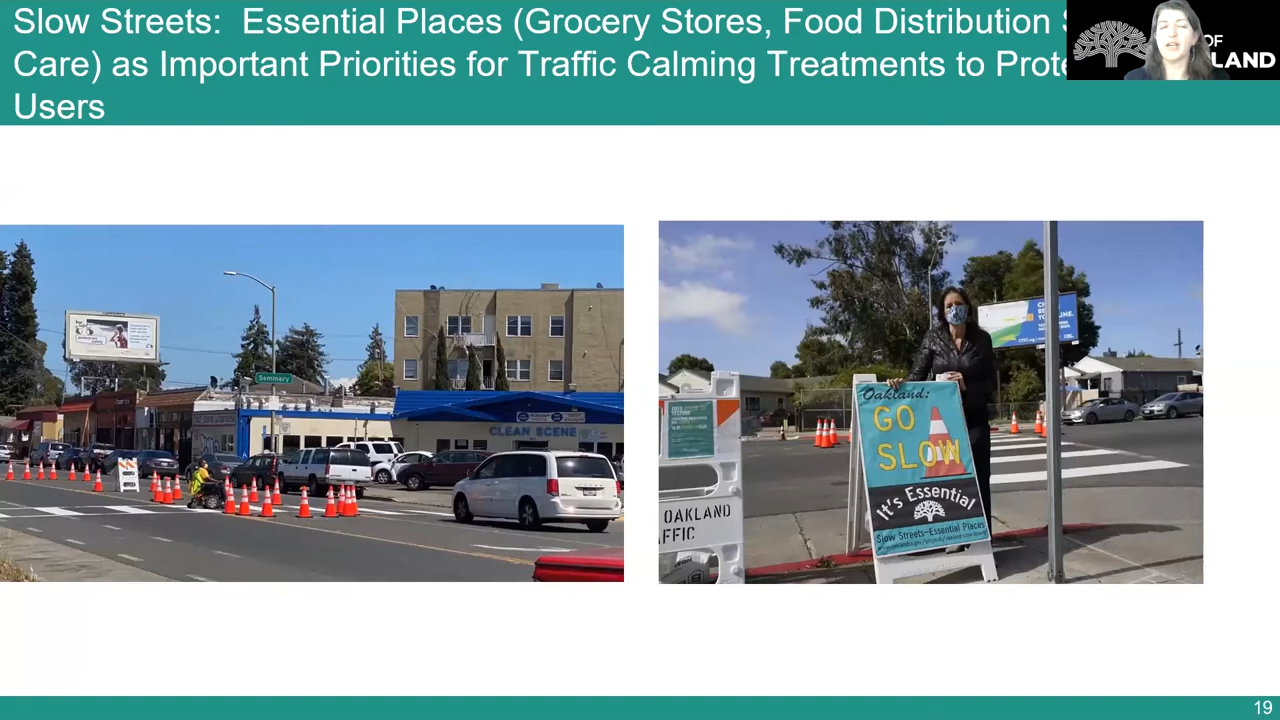 Slow Streets: Essential Places (Grocery Stores, Food Distribution S
Care) as Important Priorities for Traffic Calming Treatments to Prote
Users
OF
LAND
Seminary
CLEAN SCENE
OAKLAND
FFIC
Oakland:
GO
SLOW
It's Essential
Slow Streets-Essential Places
19